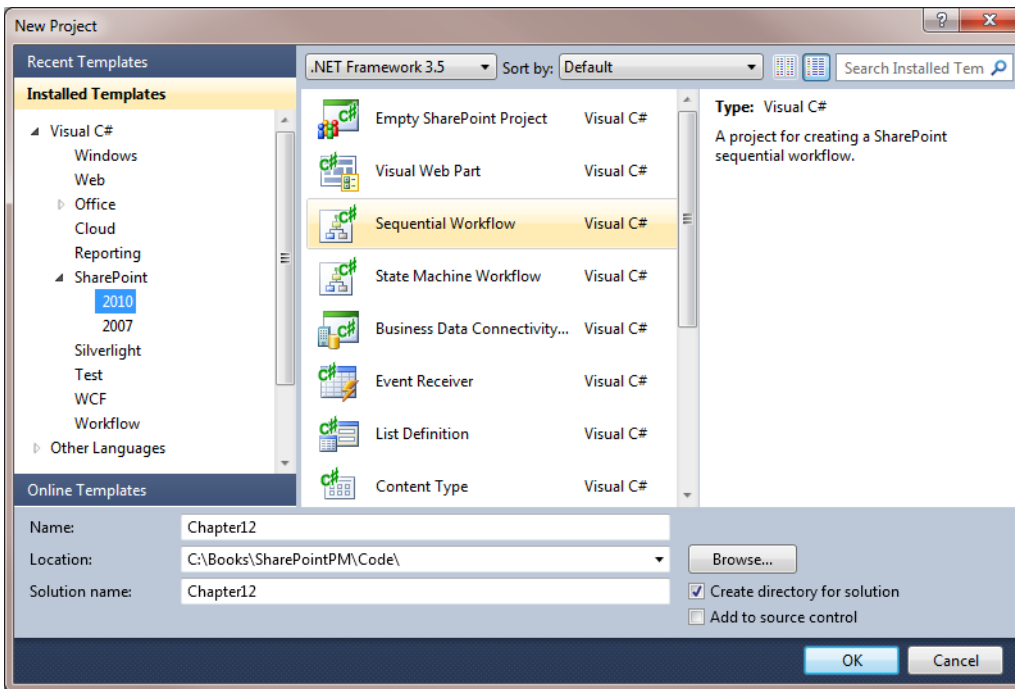 New Project
Recent Templates
Installed Templates
Visual C#
Windows
Web
Office
Cloud
Reporting
SharePoint
2010
2007
Silverlight
Test
WCF
Workflow
Other Languages
Online Templates
.NET Framework 3.5 Sort by: Default Search Installed Tem
C# Empty SharePoint Project Visual C#
C# Visual Web Part Visual C#
C# Sequential Workflow Visual C#
C# State Machine Workflow Visual C#
C# Business Data Connectivity... Visual C#
C# Event Receiver Visual C#
C# List Definition Visual C#
C# Content Type Visual C#
Type: Visual C#
A project for creating a SharePoint
sequential workflow.
Name: Chapter12
Location: C:\Books\SharePointPM\Code\ Browse...
Solution name: Chapter12 Create directory for solution
Add to source control
OK Cancel